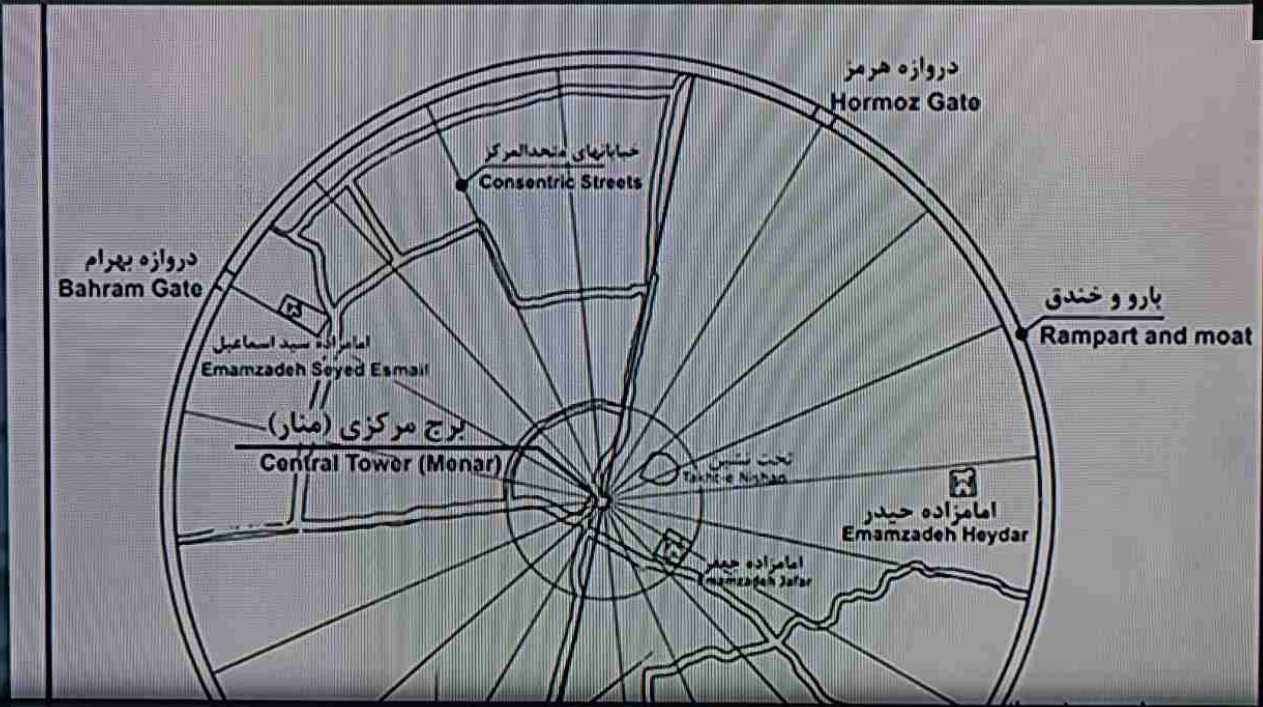 دروازه هرمز
Hormoz Gate
خیابانهای متحدالمرکز
Consentric Streets
دروازه بهرام
Bahram Gate
بارو و خندق
Rampart and moat
امامزاده سید اسماعیل
Emamzadeh Seyed Esmail
برج مرکزی (منار)
Central Tower (Menar)
تخت نشین
Takht-e Nishan
امامزاده حیدر
Emamzadeh Heydar
امامزاده جعفر
Emamzadeh Jafar